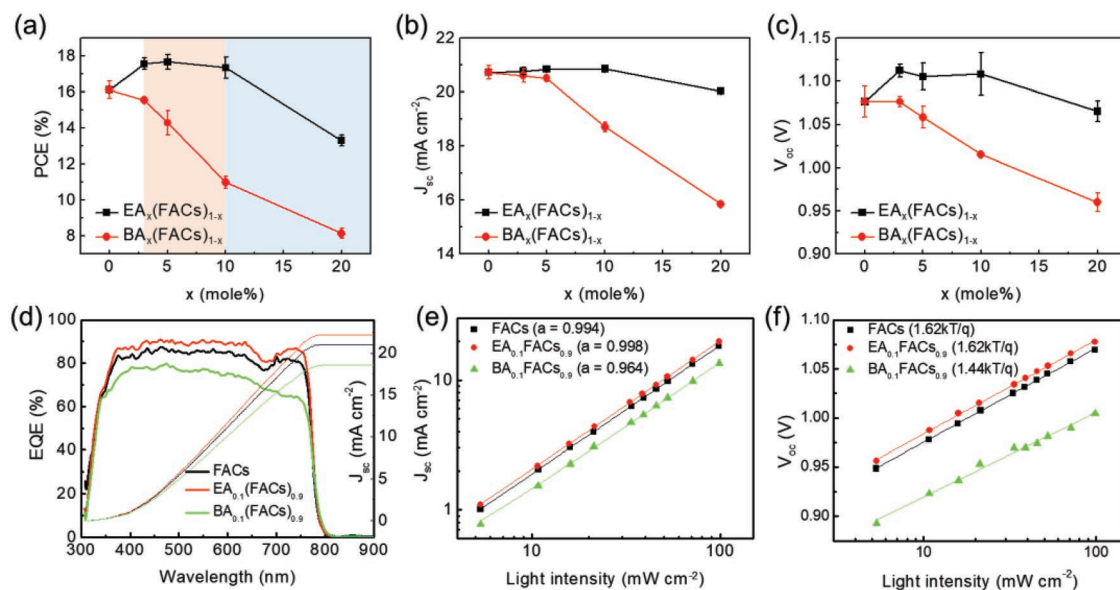 (a)
18
16
14
12
10
8
PCE (%)
EAₓ(FACs)₁₋ₓ
BAₓ(FACs)₁₋ₓ
0 5 10 15 20
x (mole%)
(b)
22
20
18
16
14
J_sc (mA cm⁻²)
EAₓ(FACs)₁₋ₓ
BAₓ(FACs)₁₋ₓ
0 5 10 15 20
x (mole%)
(c)
1.15
1.10
1.05
1.00
0.95
0.90
V_oc (V)
EAₓ(FACs)₁₋ₓ
BAₓ(FACs)₁₋ₓ
0 5 10 15 20
x (mole%)
(d)
100
80
60
40
20
0
EQE (%)
20
15
10
5
0
J_sc (mA cm⁻²)
FACs
EA₀.₁(FACs)₀.₉
BA₀.₁(FACs)₀.₉
300 400 500 600 700 800 900
Wavelength (nm)
(e)
FACs (a = 0.994)
EA₀.₁FACs₀.₉ (a = 0.998)
BA₀.₁FACs₀.₉ (a = 0.964)
10
1
J_sc (mA cm⁻²)
10 100
Light intensity (mW cm⁻²)
(f)
1.10
1.05
1.00
0.95
0.90
V_oc (V)
FACs (1.62kT/q)
EA₀.₁FACs₀.₉ (1.62kT/q)
BA₀.₁FACs₀.₉ (1.44kT/q)
10 100
Light intensity (mW cm⁻²)